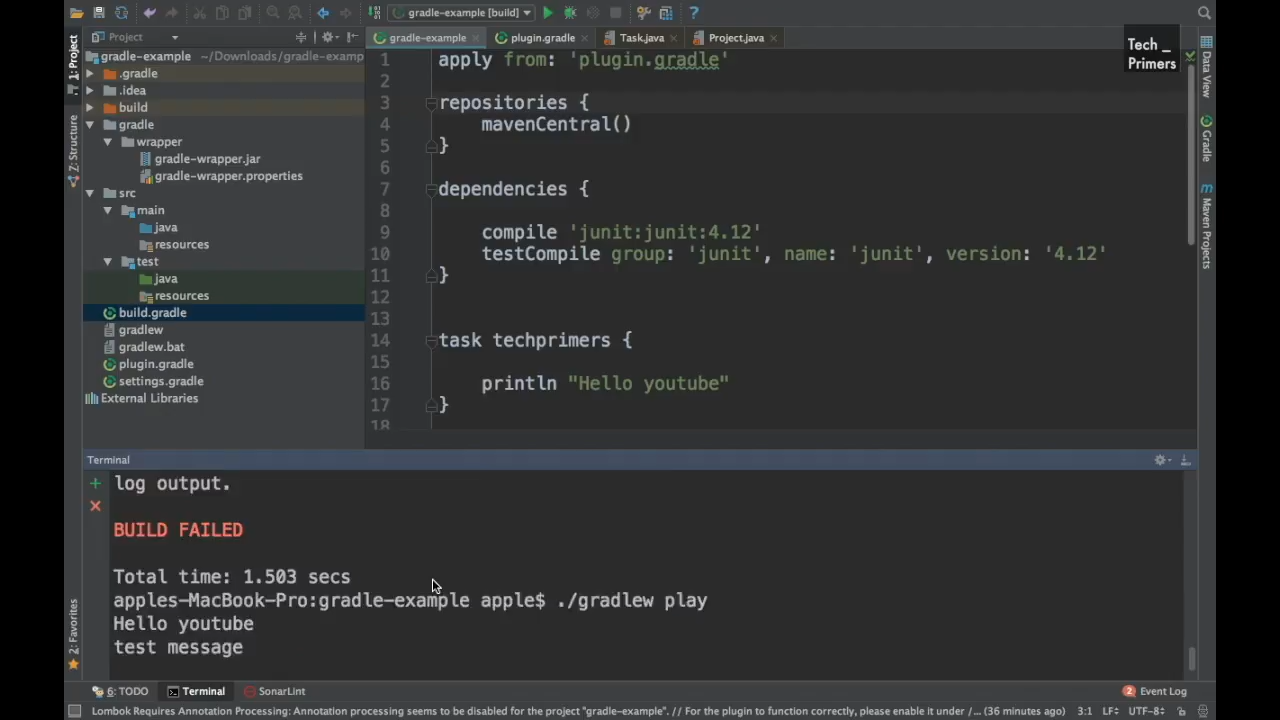 gradle-example [build]
Project
gradle-example
plugin.gradle
Task.java
Project.java
Tech _
Primers
1: Project
Z: Structure
2: Favorites
gradle-example ~/Downloads/gradle-examp
.gradle
.idea
build
gradle
wrapper
gradle-wrapper.jar
gradle-wrapper.properties
src
main
java
resources
test
java
resources
build.gradle
gradlew
gradlew.bat
plugin.gradle
settings.gradle
External Libraries
1 apply from: 'plugin.gradle'
2
3 repositories {
4 mavenCentral()
5 }
6
7 dependencies {
8
9 compile 'junit:junit:4.12'
10 testCompile group: 'junit', name: 'junit', version: '4.12'
11 }
12
13
14 task techprimers {
15
16 println "Hello youtube"
17 }
18
Data View
Gradle
Maven Projects
Terminal
log output.
BUILD FAILED
Total time: 1.503 secs
apples-MacBook-Pro:gradle-example apple$ ./gradlew play
Hello youtube
test message
6: TODO
Terminal
SonarLint
2 Event Log
Lombok Requires Annotation Processing: Annotation processing seems to be disabled for the project "gradle-example". // For the plugin to function correctly, please enable it under /... (36 minutes ago)
3:1 LF÷ UTF-8÷